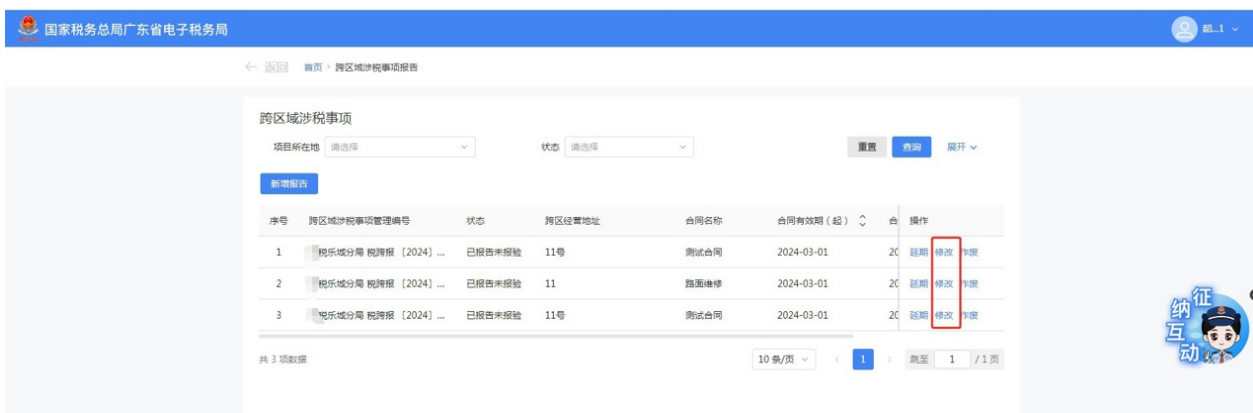 国家税务总局广东省电子税务局
韶...1
← 返回 首页 › 跨区域涉税事项报告
跨区域涉税事项
项目所在地 请选择 状态 请选择 重置 查询 展开
新增报告
序号 跨区域涉税事项管理编号 状态 跨区经营地址 合同名称 合同有效期(起) 合 操作
1 税乐城分局 税跨报 〔2024〕... 已报告未报验 11号 测试合同 2024-03-01 20 延期 修改 作废
2 税乐城分局 税跨报 〔2024〕... 已报告未报验 11 路面维修 2024-03-01 20 延期 修改 作废
3 税乐城分局 税跨报 〔2024〕... 已报告未报验 11号 测试合同 2024-03-01 20 延期 修改 作废
共 3 项数据 10 条/页 ‹ 1 › 跳至 1 / 1 页
征纳互动